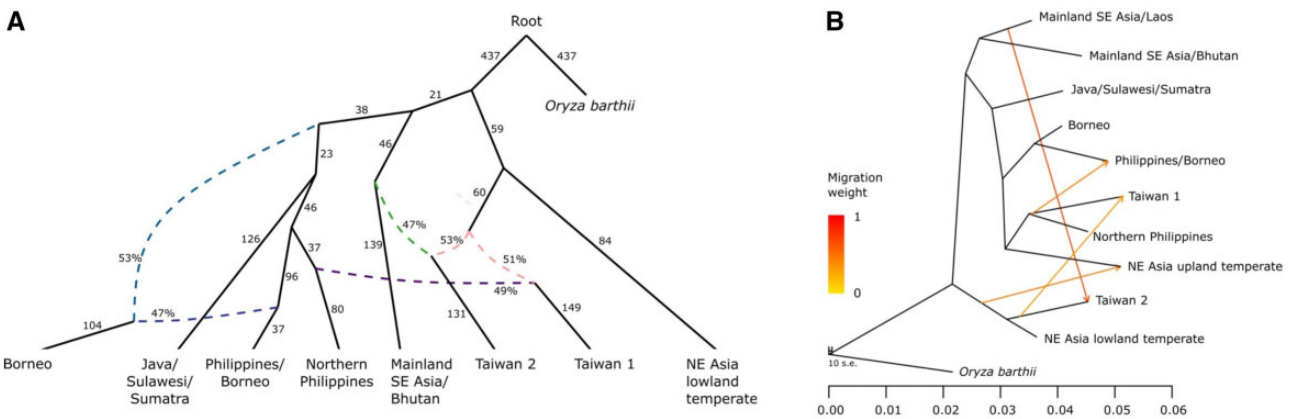 A
Root
437
437
Oryza barthii
21
38
59
46
23
60
46
47%
53%
51%
126
139
84
53%
37
96
49%
47%
80
131
149
104
37
Borneo
Java/
Sulawesi/
Sumatra
Philippines/
Borneo
Northern
Philippines
Mainland
SE Asia/
Bhutan
Taiwan 2
Taiwan 1
NE Asia
lowland
temperate
B
Mainland SE Asia/Laos
Mainland SE Asia/Bhutan
Java/Sulawesi/Sumatra
Borneo
Philippines/Borneo
Migration
weight
1
0
Taiwan 1
Northern Philippines
NE Asia upland temperate
Taiwan 2
NE Asia lowland temperate
10 s.e.
Oryza barthii
0.00 0.01 0.02 0.03 0.04 0.05 0.06